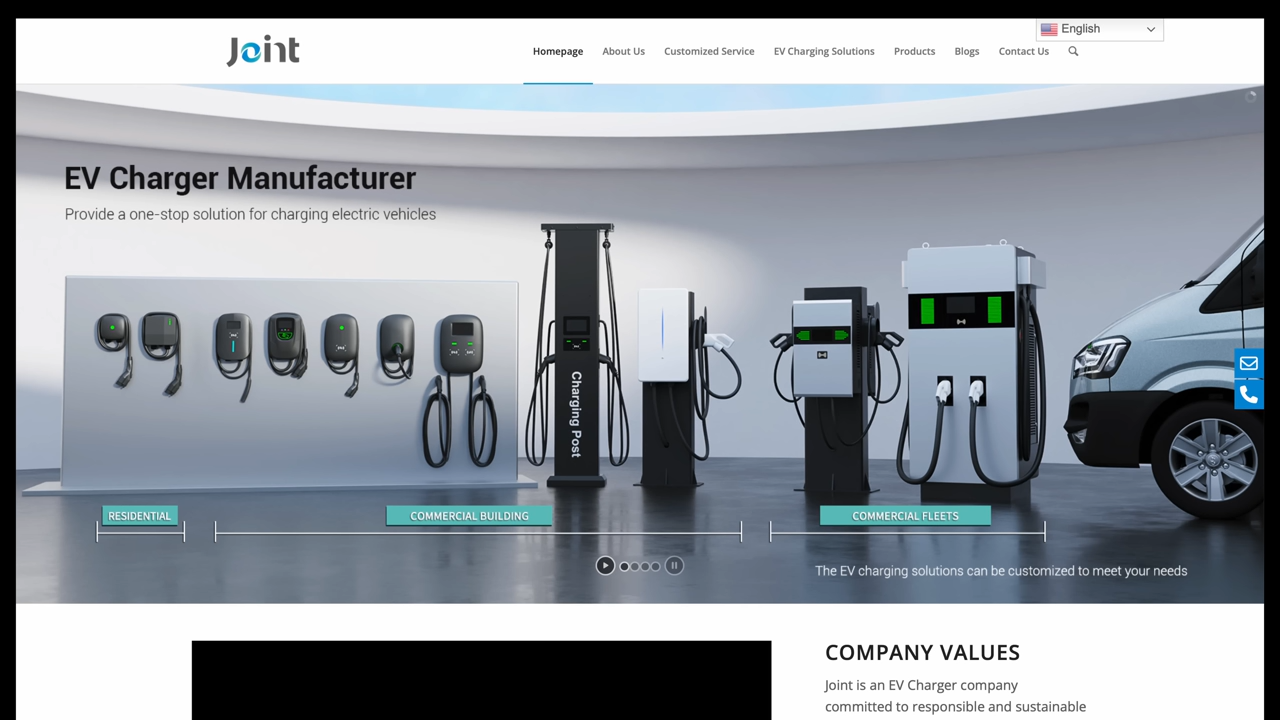 English
Joint
Homepage
About Us
Customized Service
EV Charging Solutions
Products
Blogs
Contact Us
EV Charger Manufacturer
Provide a one-stop solution for charging electric vehicles
Charging Post
RESIDENTIAL
COMMERCIAL BUILDING
COMMERCIAL FLEETS
The EV charging solutions can be customized to meet your needs
COMPANY VALUES
Joint is an EV Charger company
committed to responsible and sustainable